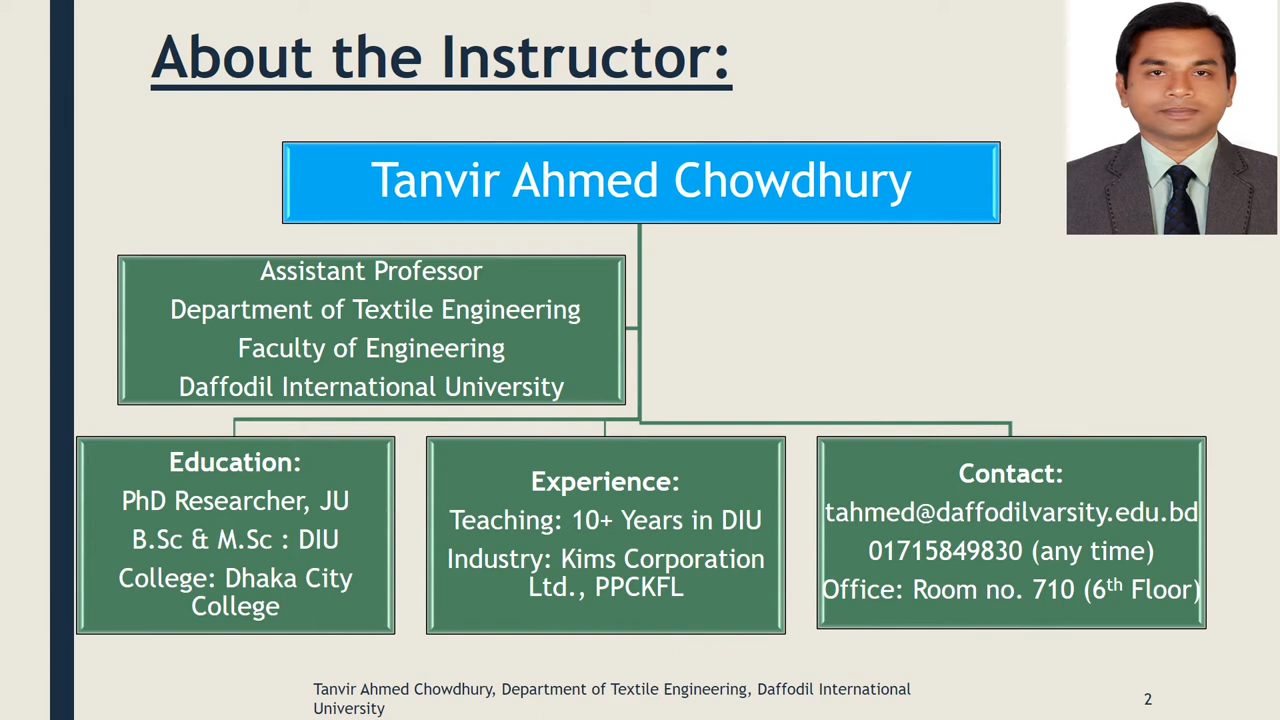 About the Instructor:
Tanvir Ahmed Chowdhury
Assistant Professor
Department of Textile Engineering
Faculty of Engineering
Daffodil International University
Education:
PhD Researcher, JU
B.Sc & M.Sc : DIU
College: Dhaka City
College
Experience:
Teaching: 10+ Years in DIU
Industry: Kims Corporation
Ltd., PPCKFL
Contact:
tahmed@daffodilvarsity.edu.bd
01715849830 (any time)
Office: Room no. 710 (6th Floor)
Tanvir Ahmed Chowdhury, Department of Textile Engineering, Daffodil International
University
2